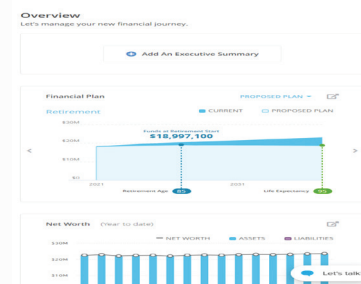 Overview
Let's manage your new financial journey.
Add An Executive Summary
Financial Plan
PROPOSED PLAN
Retirement
CURRENT
PROPOSED PLAN
$30M
Funds at Retirement Start
$18,997,100
$20M
$10M
$0
2021
2031
Retirement Age 65
Life Expectancy 95
Net Worth (Year to date)
NET WORTH
ASSETS
LIABILITIES
$30M
$20M
$10M
Let's talk